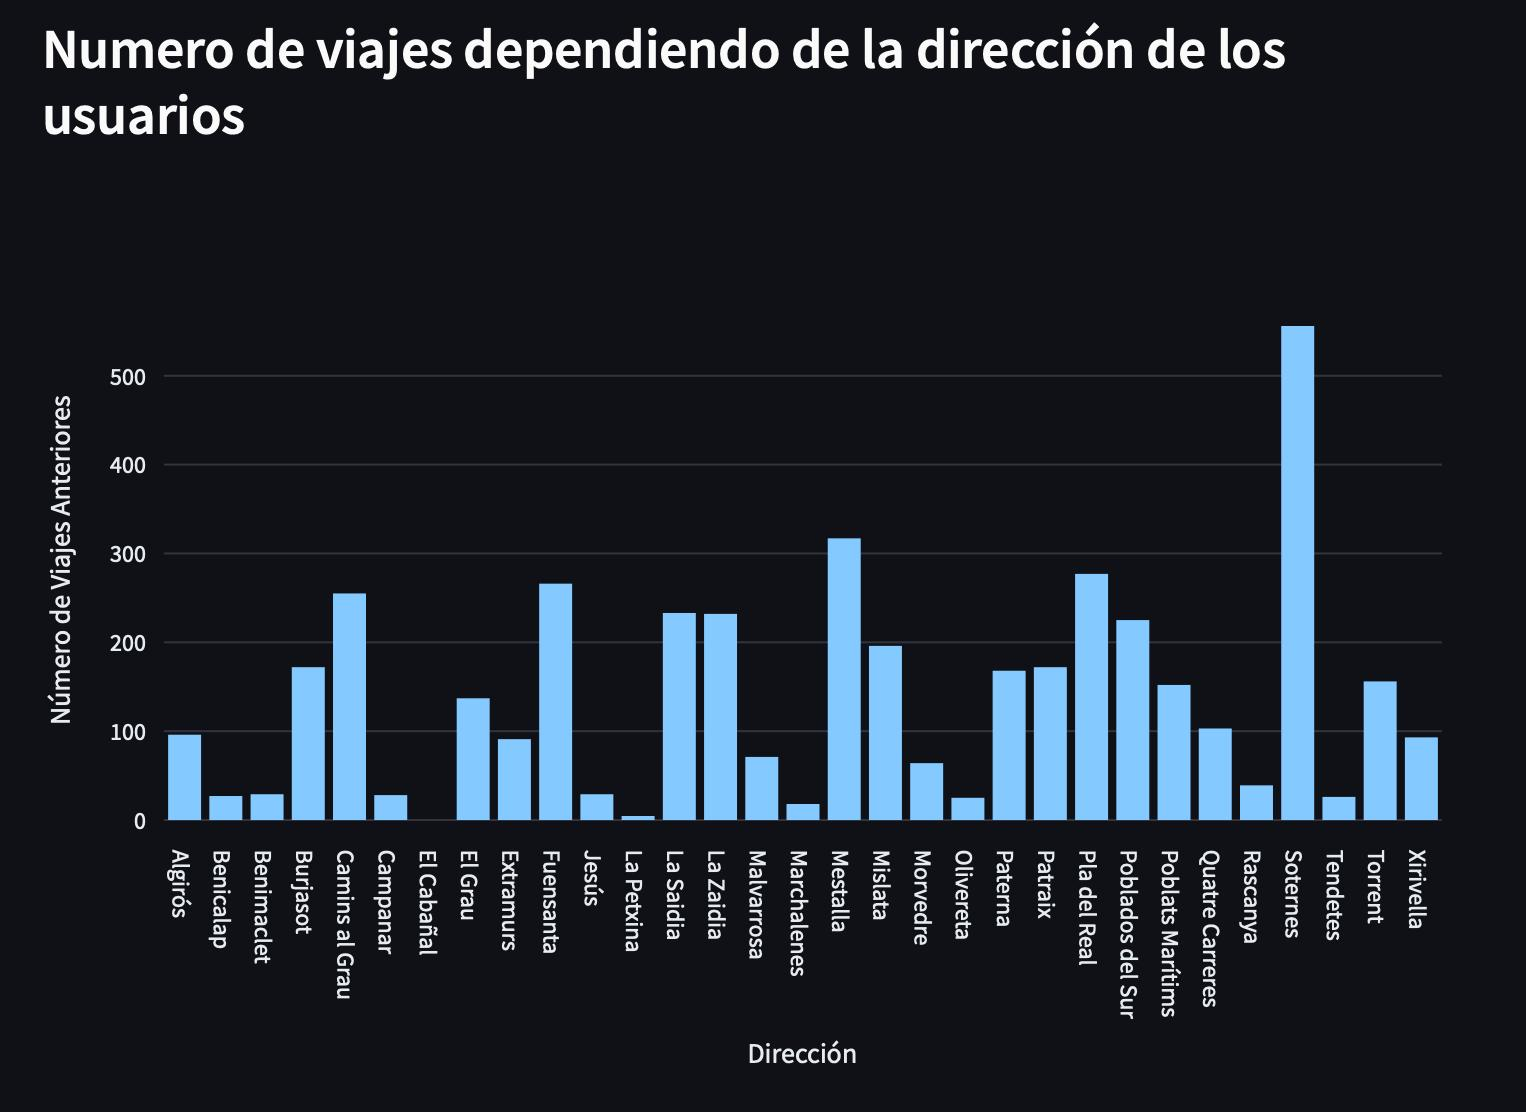 Numero de viajes dependiendo de la dirección de los
usuarios
Número de Viajes Anteriores
500
400
300
200
100
0
Algirós
Benicalap
Benimaclet
Burjasot
Camins al Grau
Campanar
El Cabañal
El Grau
Extramurs
Fuensanta
Jesús
La Petxina
La Saidia
La Zaidia
Malvarrosa
Marchalenes
Mestalla
Mislata
Morvedre
Olivereta
Paterna
Patraix
Pla del Real
Poblados del Sur
Poblats Marítims
Quatre Carreres
Rascanya
Soternes
Tendetes
Torrent
Xirivella
Dirección